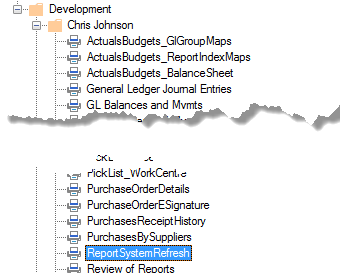 Development
Chris Johnson
ActualsBudgets_GlGroupMaps
ActualsBudgets_ReportIndexMaps
ActualsBudgets_BalanceSheet
General Ledger Journal Entries
GL Balances and Mvmts
PickList_WorkCentre
PurchaseOrderDetails
PurchaseOrderESignature
PurchasesReceiptHistory
PurchasesBySuppliers
ReportSystemRefresh
Review of Reports